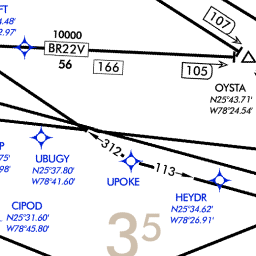 FT
4.48'
2.97'
10000
BR22V
56
166
107
105
OYSTA
N25°43.71'
W78°24.54'
P
75'
98'
UBUGY
N25°37.80'
W78°41.60'
312
UPOKE
113
HEYDR
N25°34.62'
W78°26.91'
CIPOD
N25°31.60'
W78°45.80'
35